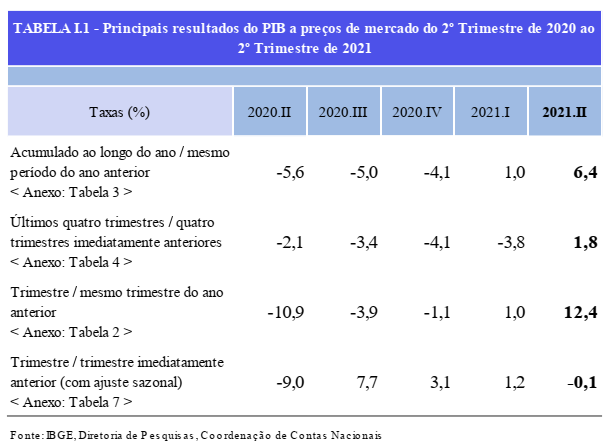 TABELA I.1 - Principais resultados do PIB a preços de mercado do 2º Trimestre de 2020 ao
2º Trimestre de 2021
Taxas (%) 2020.II 2020.III 2020.IV 2021.I 2021.II
Acumulado ao longo do ano / mesmo
período do ano anterior -5,6 -5,0 -4,1 1,0 6,4
< Anexo: Tabela 3 >
Últimos quatro trimestres / quatro
trimestres imediatamente anteriores -2,1 -3,4 -4,1 -3,8 1,8
< Anexo: Tabela 4 >
Trimestre / mesmo trimestre do ano
anterior -10,9 -3,9 -1,1 1,0 12,4
< Anexo: Tabela 2 >
Trimestre / trimestre imediatamente
anterior (com ajuste sazonal) -9,0 7,7 3,1 1,2 -0,1
< Anexo: Tabela 7 >
Fonte: IBGE, Diretoria de Pesquisas, Coordenação de Contas Nacionais